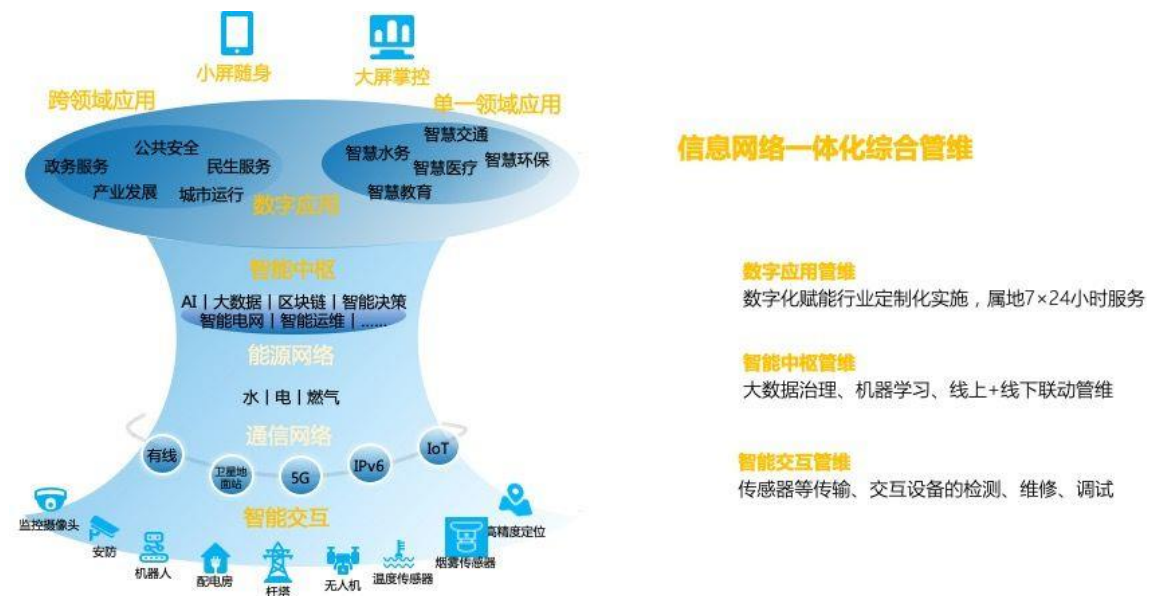 小屏随身
大屏掌控
跨领域应用
单一领域应用
公共安全
政务服务
民生服务
产业发展
城市运行
智慧交通
智慧水务
智慧医疗
智慧环保
智慧教育
数字应用
智能中枢
AI丨大数据丨区块链丨智能决策
智能电网丨智能运维丨......
能源网络
水丨电丨燃气
通信网络
有线
卫星地
面站
5G
IPv6
IoT
智能交互
监控摄像头
安防
机器人
配电房
杆塔
无人机
温度传感器
烟雾传感器
高精度定位
信息网络一体化综合管维
数字应用管维
数字化赋能行业定制化实施，属地7×24小时服务
智能中枢管维
大数据治理、机器学习、线上+线下联动管维
智能交互管维
传感器等传输、交互设备的检测、维修、调试